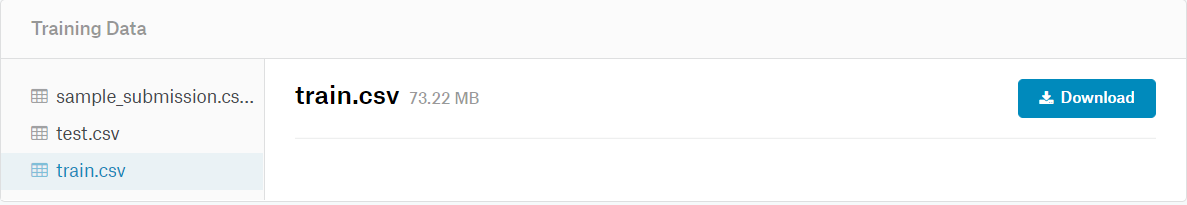 Training Data
sample_submission.cs...
test.csv
train.csv
train.csv 73.22 MB
Download